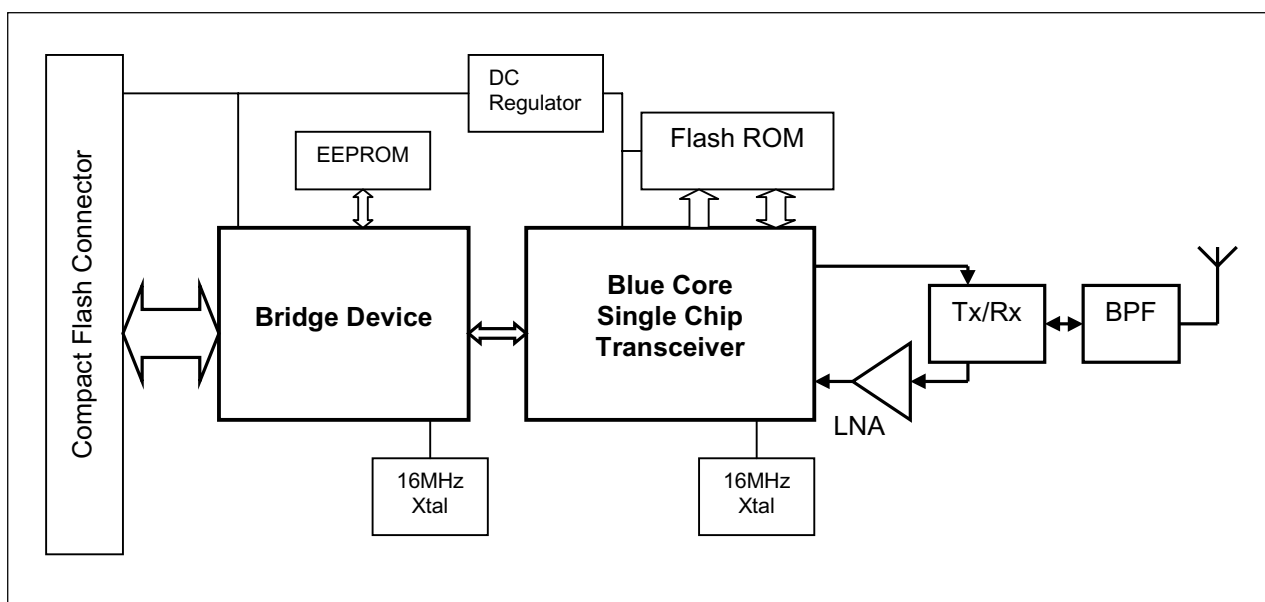 Compact Flash Connector
DC
Regulator
EEPROM
Flash ROM
Bridge Device
Blue Core
Single Chip
Transceiver
Tx/Rx
BPF
LNA
16MHz
Xtal
16MHz
Xtal